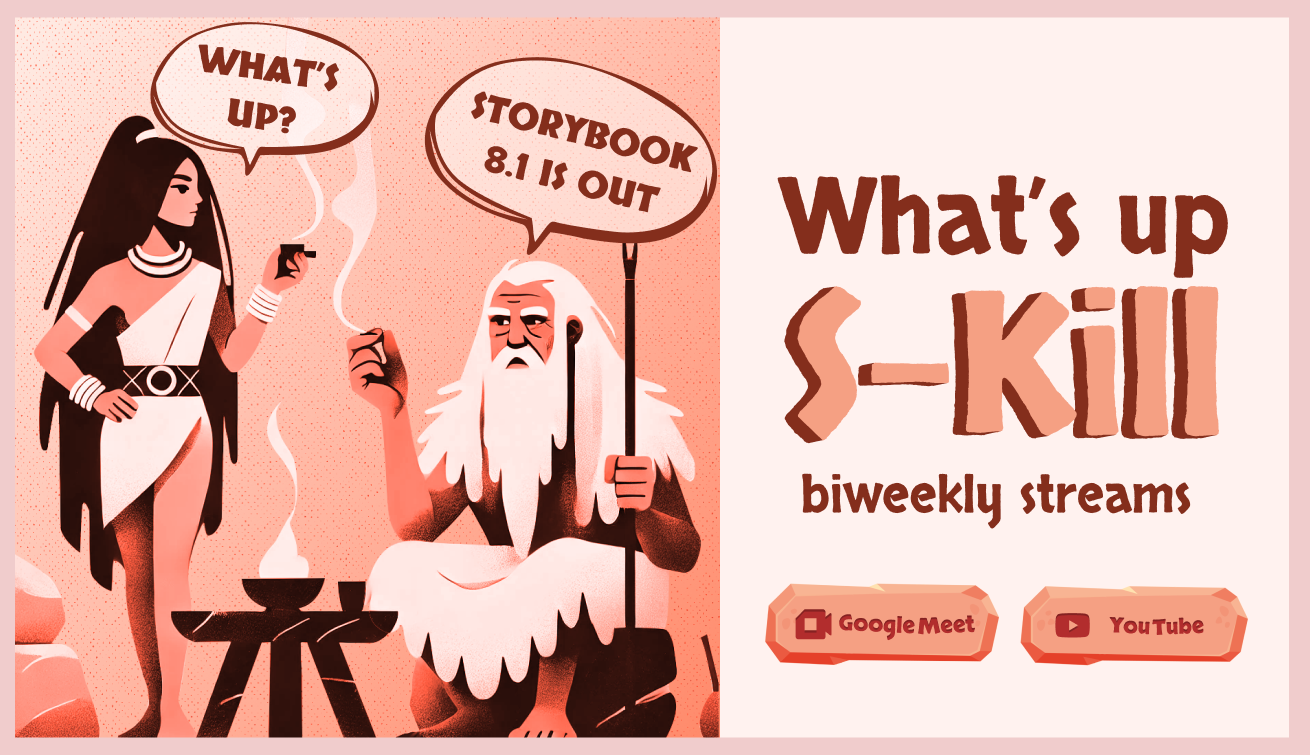 WHAT'S
UP?
STORYBOOK
8.1 IS OUT
What's up
S-Kill
biweekly streams
Google Meet
YouTube